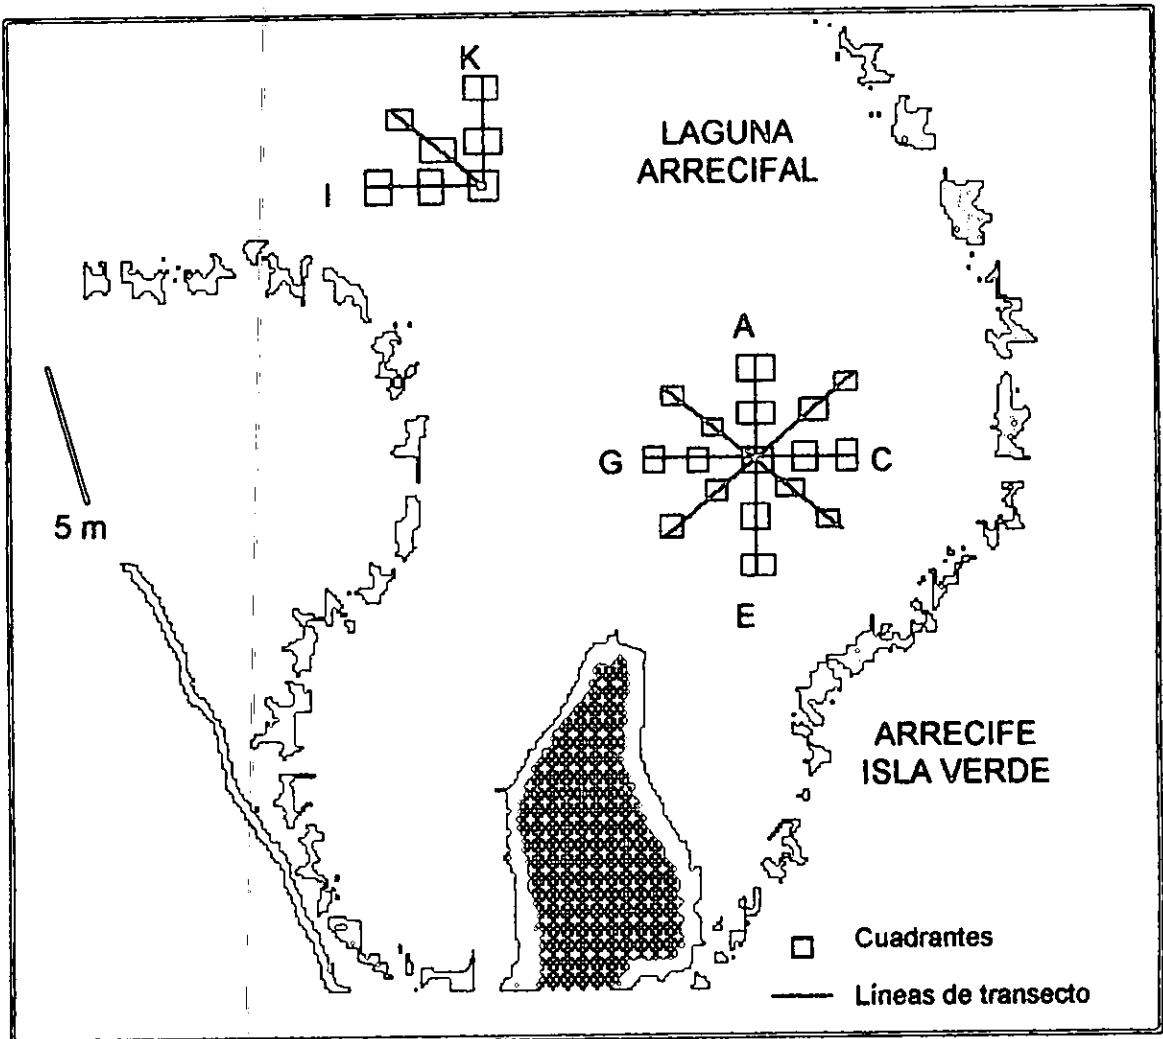 K
LAGUNA
ARRECIFAL
I
A
G
C
5 m
E
ARRECIFE
ISLA VERDE
Cuadrantes
Líneas de transecto